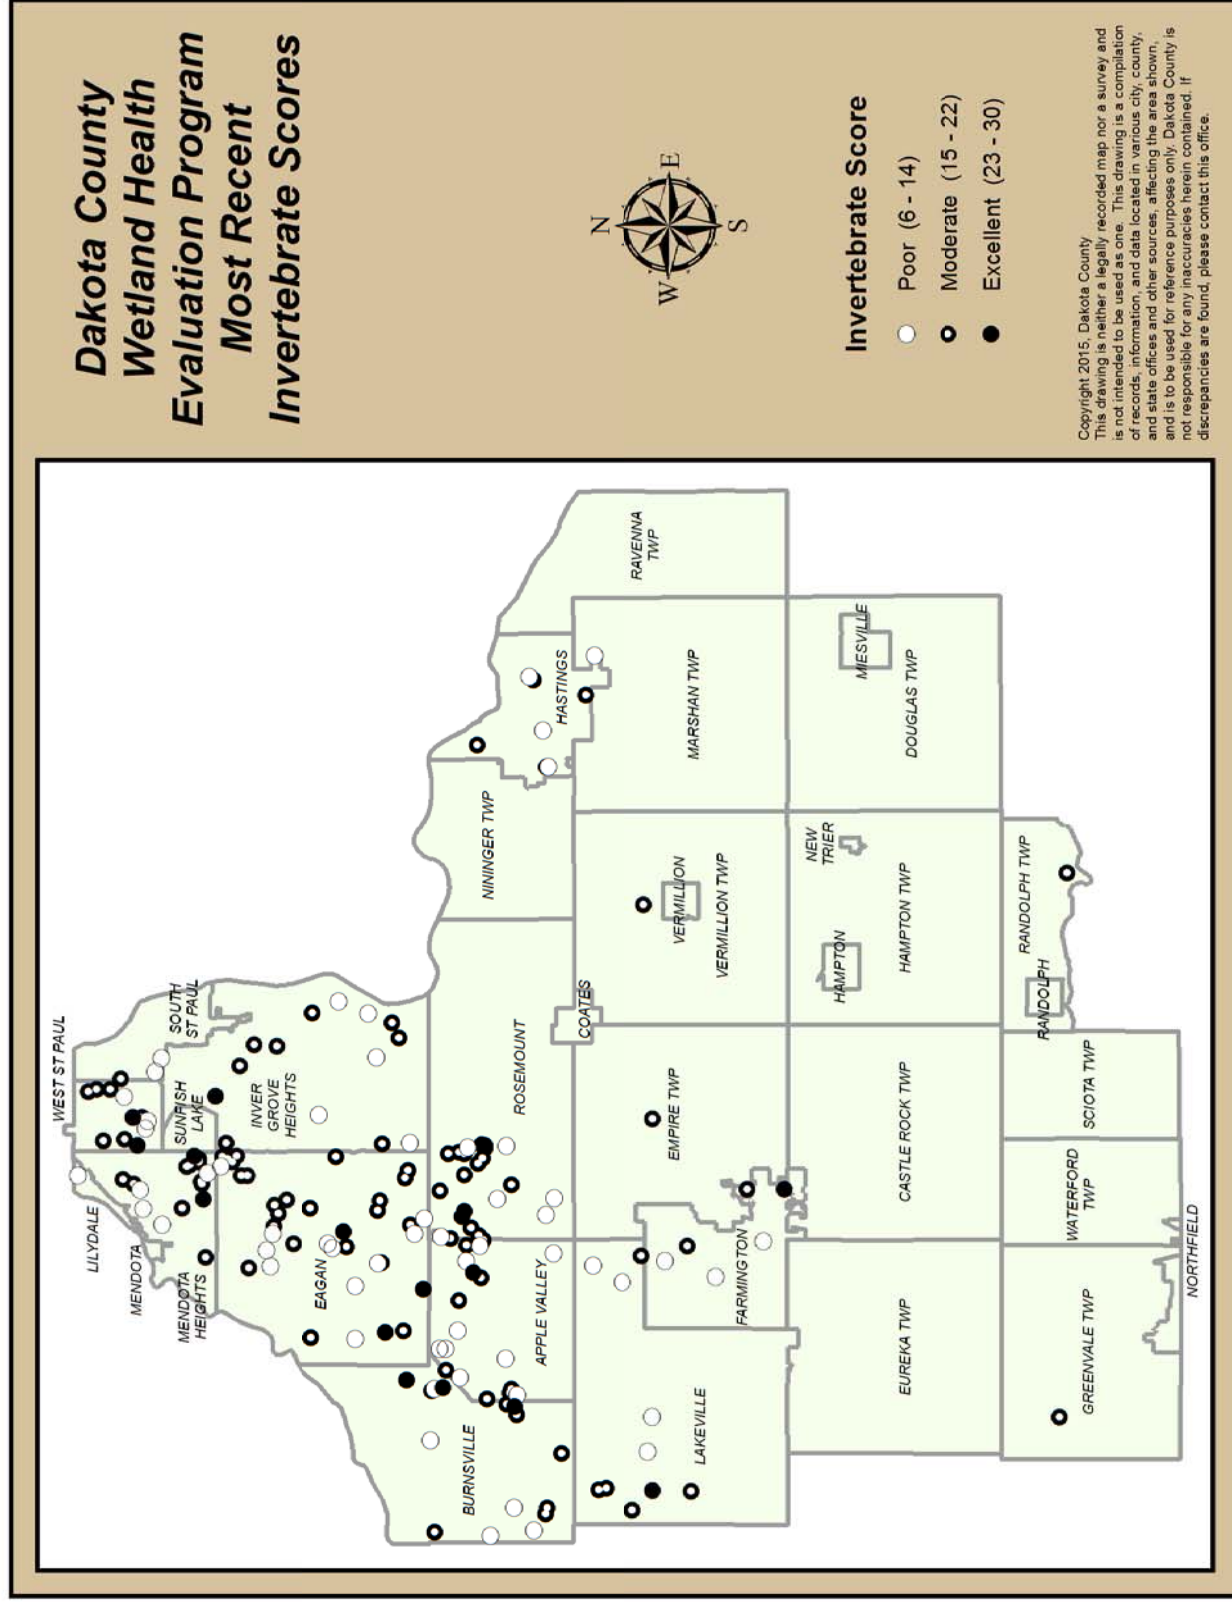 Dakota County
Wetland Health
Evaluation Program
Most Recent
Invertebrate Scores
N
W
E
S
Invertebrate Score
Poor (6 - 14)
Moderate (15 - 22)
Excellent (23 - 30)
Copyright 2015, Dakota County
This drawing is neither a legally recorded map nor a survey and
is not intended to be used as one. This drawing is a compilation
of records, information, and data located in various city, county,
and state offices and other sources, affecting the area shown,
and is to be used for reference purposes only. Dakota County is
not responsible for any inaccuracies herein contained. If
discrepancies are found, please contact this office.
WEST ST PAUL
LILYDALE
MENDOTA
MENDOTA
HEIGHTS
SUNFISH
LAKE
SOUTH
ST PAUL
INVER
GROVE
HEIGHTS
EAGAN
BURNSVILLE
APPLE VALLEY
ROSEMOUNT
NININGER TWP
HASTINGS
RAVENNA
TWP
COATES
LAKEVILLE
FARMINGTON
EMPIRE TWP
VERMILLION
VERMILLION TWP
MARSHAN TWP
EUREKA TWP
CASTLE ROCK TWP
HAMPTON
HAMPTON TWP
NEW
TRIER
MIESVILLE
DOUGLAS TWP
GREENVALE TWP
WATERFORD
TWP
SCIOTA TWP
RANDOLPH
RANDOLPH TWP
NORTHFIELD